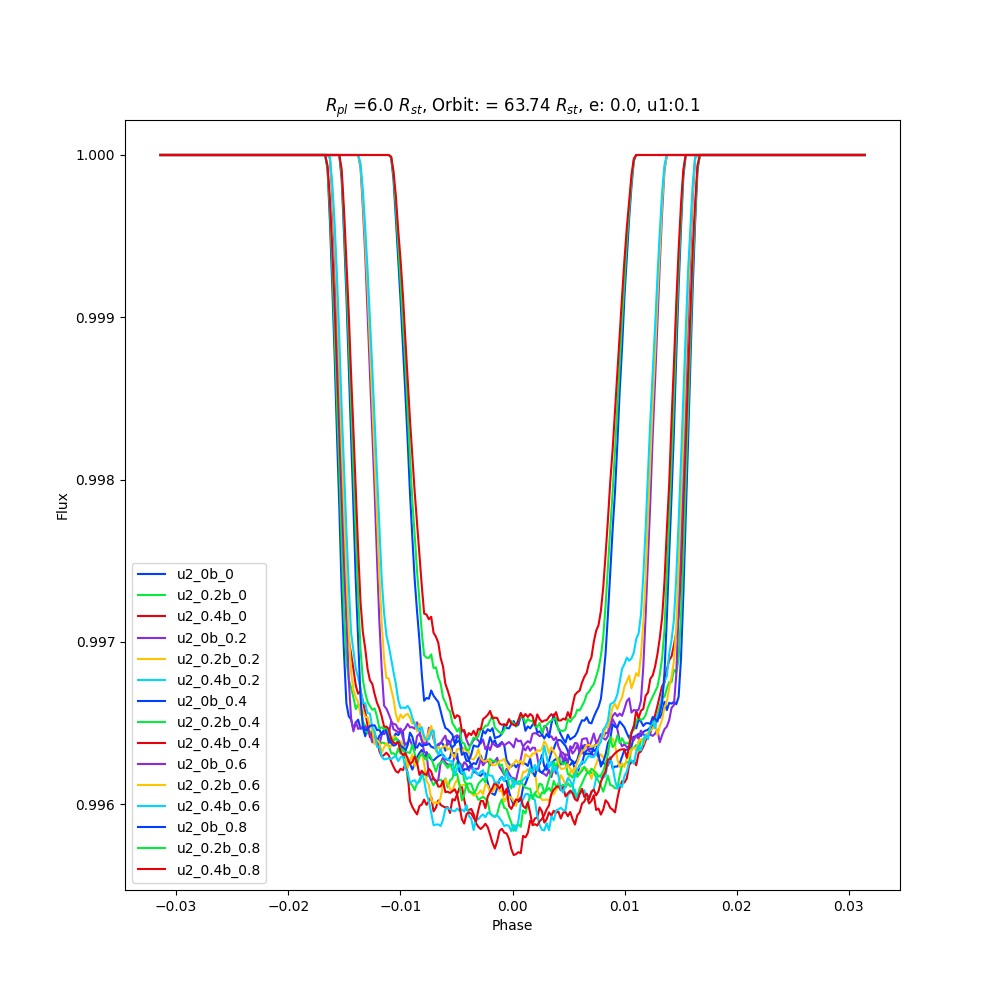 R_pl =6.0 R_st, Orbit: = 63.74 R_st, e: 0.0, u1:0.1
1.000
0.999
0.998
0.997
0.996
Flux
u2_0b_0
u2_0.2b_0
u2_0.4b_0
u2_0b_0.2
u2_0.2b_0.2
u2_0.4b_0.2
u2_0b_0.4
u2_0.2b_0.4
u2_0.4b_0.4
u2_0b_0.6
u2_0.2b_0.6
u2_0.4b_0.6
u2_0b_0.8
u2_0.2b_0.8
u2_0.4b_0.8
−0.03 −0.02 −0.01 0.00 0.01 0.02 0.03
Phase